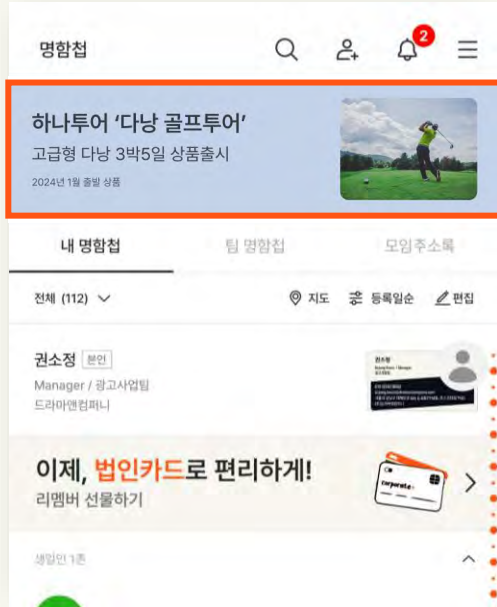 명함첩
2
하나투어 ‘다낭 골프투어’
고급형 다낭 3박5일 상품출시
2024년 1월 출발 상품
내 명함첩
팀 명함첩
모임주소록
전체 (112)
지도
등록일순
편집
권소정 본인
Manager / 광고사업팀
드라마앤컴퍼니
권소정
이제, 법인카드로 편리하게!
리멤버 선물하기
corporate
생일인 1촌